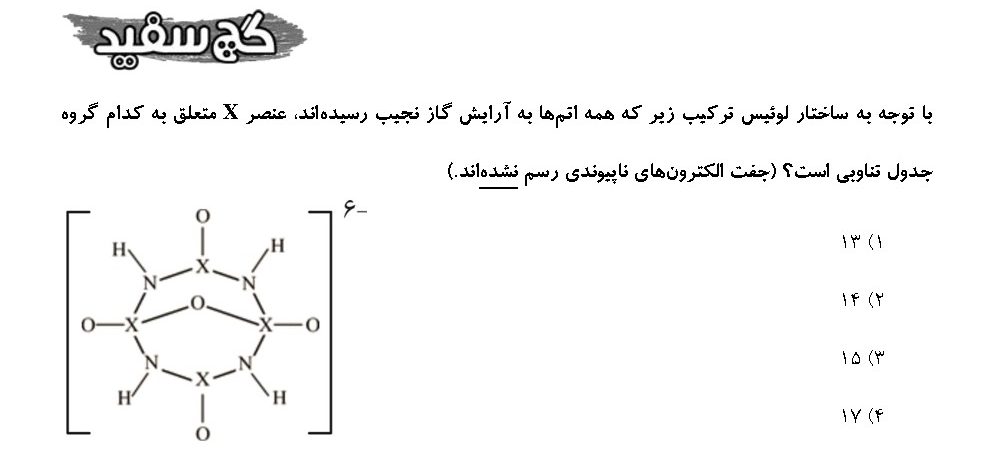 گچ سفید
با توجه به ساختار لوئیس ترکیب زیر که همه اتم‌ها به آرایش گاز نجیب رسیده‌اند، عنصر X متعلق به کدام گروه
جدول تناوبی است؟ (جفت الکترون‌های ناپیوندی رسم نشده‌اند.)
۱) ۱۳
۲) ۱۴
۳) ۱۵
۴) ۱۷
۶–
O
H H
X
N N
O
O X X O
N N
X
H H
O